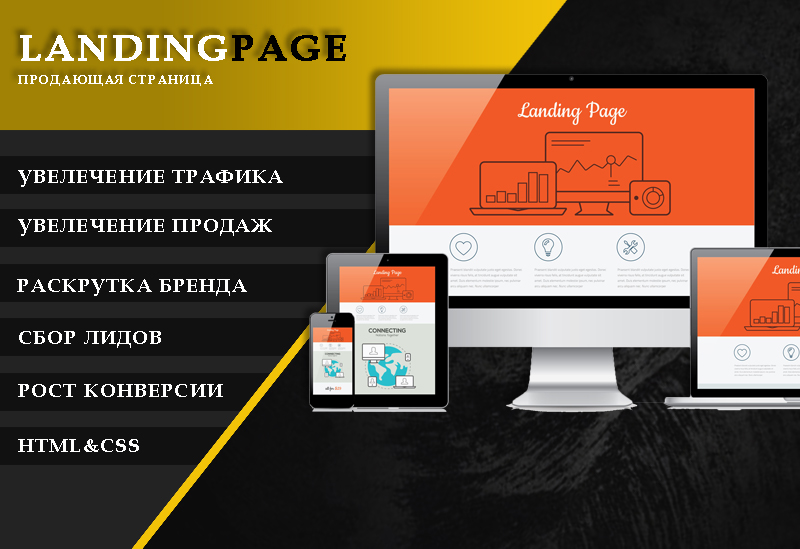 LANDINGPAGE
ПРОДАЮЩАЯ СТРАНИЦА
УВЕЛЕЧЕНИЕ ТРАФИКА
УВЕЛЕЧЕНИЕ ПРОДАЖ
РАСКРУТКА БРЕНДА
СБОР ЛИДОВ
РОСТ КОНВЕРСИИ
HTML&CSS
Landing Page
Landing Page
CONNECTING
Landi